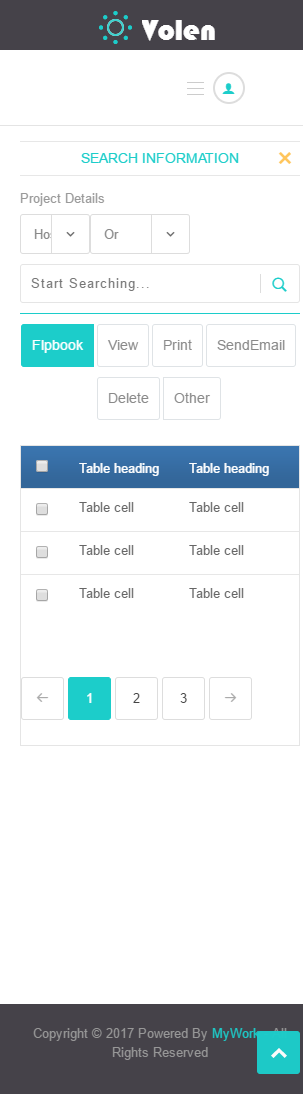 Volen
SEARCH INFORMATION
Project Details
Or
Start Searching...
Flpbook View Print SendEmail
Delete Other
Table heading Table heading
Table cell Table cell
Table cell Table cell
Table cell Table cell
1 2 3
Copyright © 2017 Powered By
Rights Reserved